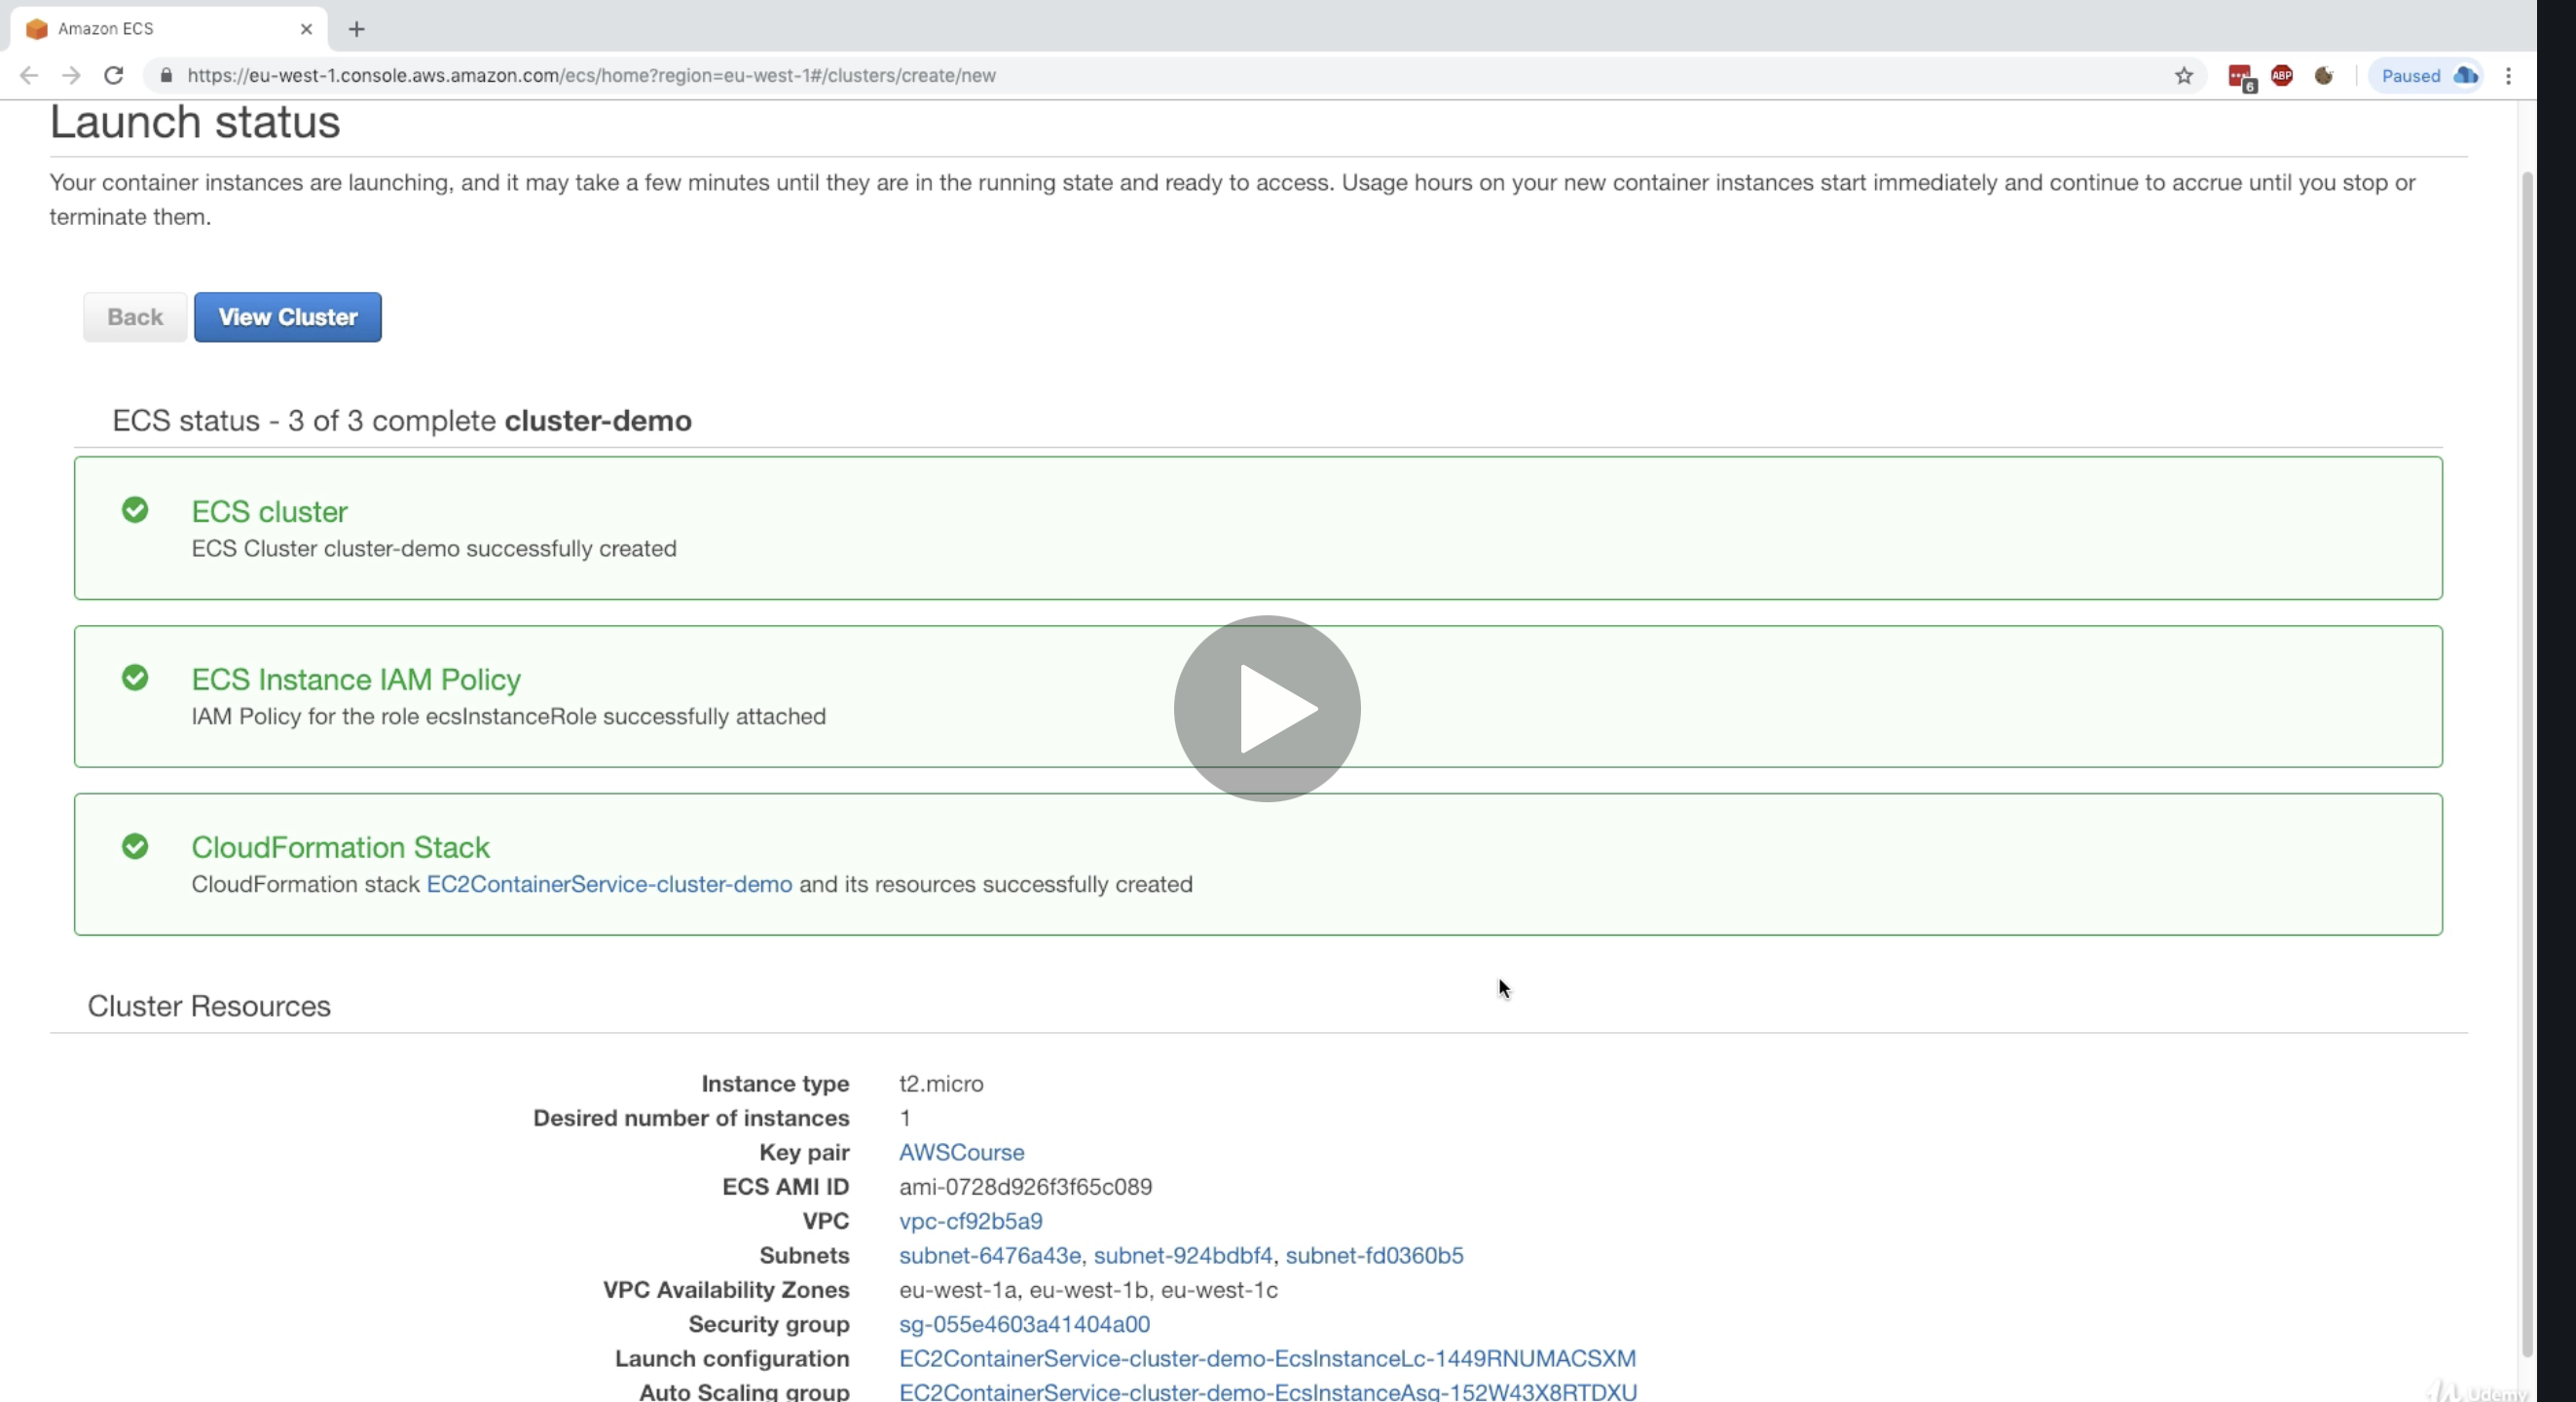 Amazon ECS
https://eu-west-1.console.aws.amazon.com/ecs/home?region=eu-west-1#/clusters/create/new
6
ABP
Paused
Launch status
Your container instances are launching, and it may take a few minutes until they are in the running state and ready to access. Usage hours on your new container instances start immediately and continue to accrue until you stop or
terminate them.
Back
View Cluster
ECS status - 3 of 3 complete cluster-demo
ECS cluster
ECS Cluster cluster-demo successfully created
ECS Instance IAM Policy
IAM Policy for the role ecsInstanceRole successfully attached
CloudFormation Stack
CloudFormation stack EC2ContainerService-cluster-demo and its resources successfully created
Cluster Resources
Instance type t2.micro
Desired number of instances 1
Key pair AWSCourse
ECS AMI ID ami-0728d926f3f65c089
VPC vpc-cf92b5a9
Subnets subnet-6476a43e, subnet-924bdbf4, subnet-fd0360b5
VPC Availability Zones eu-west-1a, eu-west-1b, eu-west-1c
Security group sg-055e4603a41404a00
Launch configuration EC2ContainerService-cluster-demo-EcsInstanceLc-1449RNUMACSXM
Auto Scaling group EC2ContainerService-cluster-demo-EcsInstanceAsg-152W43X8RTDXU
Udemy